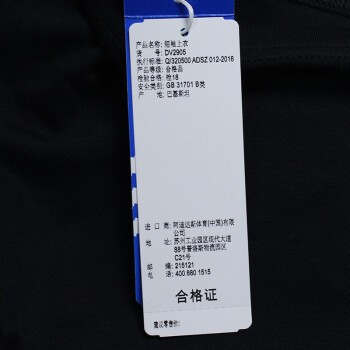 产品名称: 短袖上衣
货 号: DV2905
执行标准: Q/320500 ADSZ 012-2016
产品等级: 合格品
检验合格: 检18
安全类别: GB 31701 B类
产 地: 巴基斯坦
进 口 商: 阿迪达斯体育(中国)有限
公司
地 址: 苏州工业园区现代大道
88号普洛斯物流园区
C21号
邮 编: 215121
电 话: 400 880 1515
合格证
建议零售价: